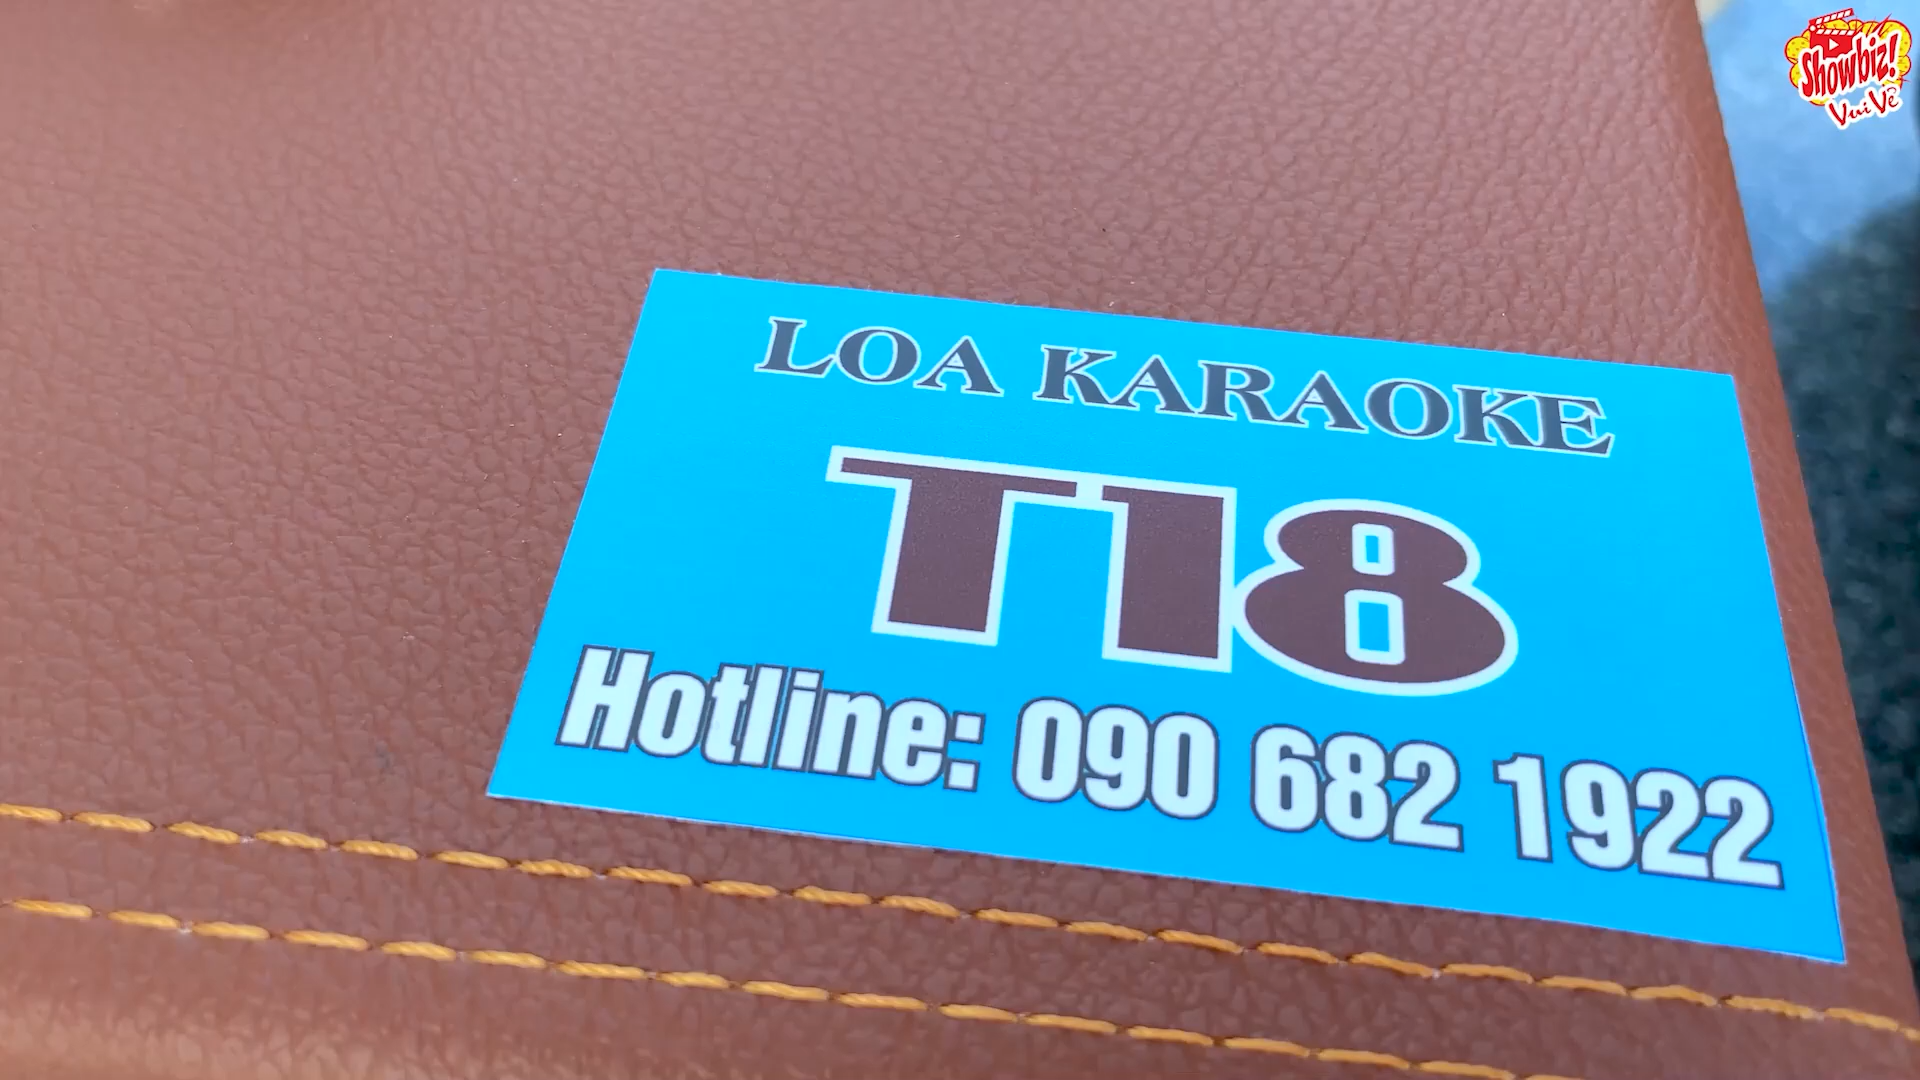 Showbiz!
Vui Vẻ
LOA KARAOKE
T18
Hotline: 090 682 1922